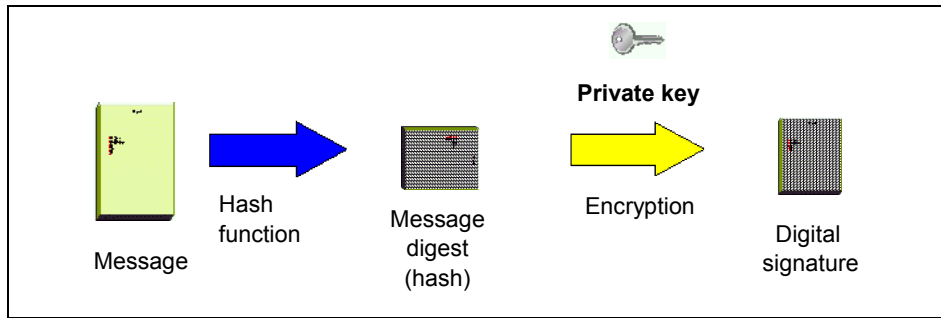 Private key
Message
Hash
function
Message
digest
(hash)
Encryption
Digital
signature